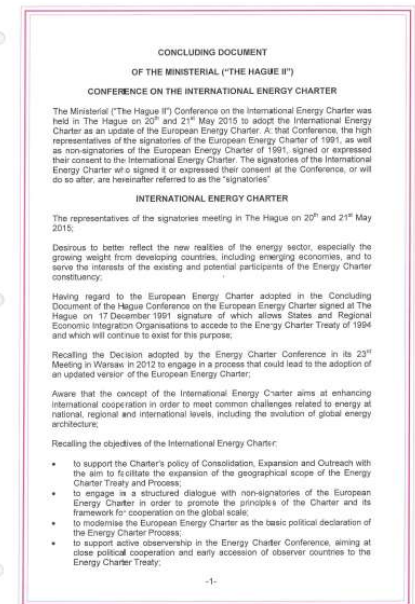 CONCLUDING DOCUMENT
OF THE MINISTERIAL ("THE HAGUE II")
CONFERENCE ON THE INTERNATIONAL ENERGY CHARTER
The Ministerial ("The Hague II") Conference on the International Energy Charter was
held in The Hague on 20th and 21st May 2015 to adopt the International Energy
Charter as an update of the European Energy Charter. At that Conference, the high
representatives of the signatories of the European Energy Charter of 1991, as well
as non-signatories of the European Energy Charter of 1991, signed or expressed
their consent to the International Energy Charter. The signatories of the International
Energy Charter who signed it or expressed their consent at the Conference, or will
do so after, are hereinafter referred to as the "signatories"
INTERNATIONAL ENERGY CHARTER
The representatives of the signatories meeting in The Hague on 20th and 21st May
2015;
Desirous to better reflect the new realities of the energy sector, especially the
growing weight from developing countries, including emerging economies, and to
serve the interests of the existing and potential participants of the Energy Charter
constituency;
Having regard to the European Energy Charter adopted in the Concluding
Document of the Hague Conference on the European Energy Charter signed at The
Hague on 17 December 1991 signature of which allows States and Regional
Economic Integration Organisations to accede to the Energy Charter Treaty of 1994
and which will continue to exist for this purpose;
Recalling the Decision adopted by the Energy Charter Conference in its 23rd
Meeting in Warsaw in 2012 to engage in a process that could lead to the adoption of
an updated version of the European Energy Charter;
Aware that the concept of the International Energy Charter aims at enhancing
international cooperation in order to meet common challenges related to energy at
national, regional and international levels, including the evolution of global energy
architecture;
Recalling the objectives of the International Energy Charter:
• to support the Charter's policy of Consolidation, Expansion and Outreach with
the aim to facilitate the expansion of the geographical scope of the Energy
Charter Treaty and Process;
• to engage in a structured dialogue with non-signatories of the European
Energy Charter in order to promote the principles of the Charter and its
framework for cooperation on the global scale;
• to modernise the European Energy Charter as the basic political declaration of
the Energy Charter Process;
• to support active observership in the Energy Charter Conference, aiming at
close political cooperation and early accession of observer countries to the
Energy Charter Treaty;
-1-